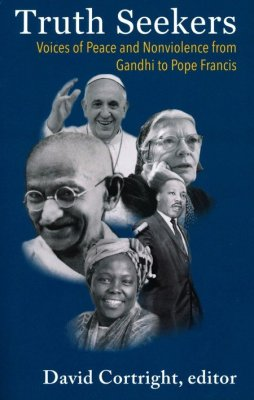 Truth Seekers
Voices of Peace and Nonviolence from
Gandhi to Pope Francis
David Cortright, editor